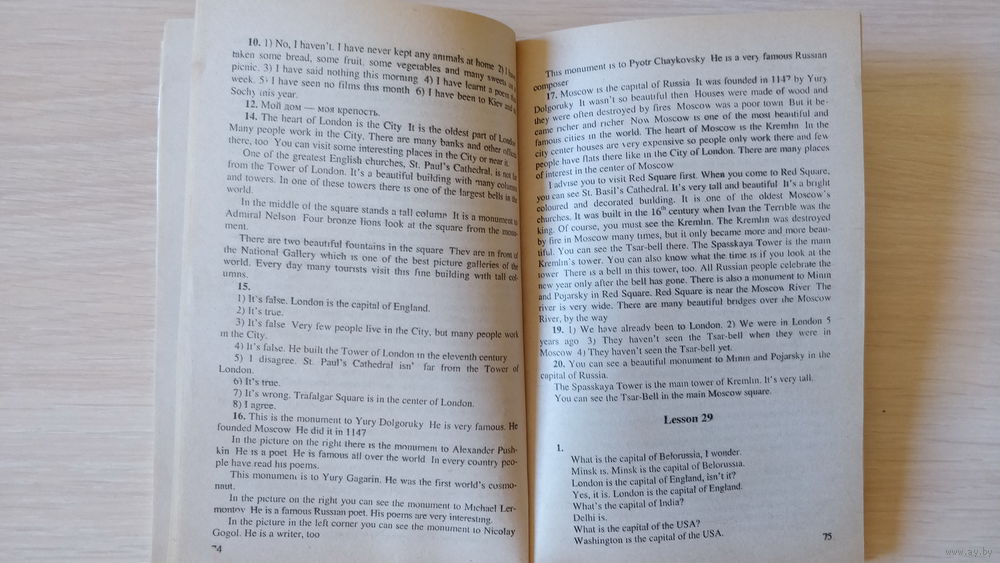 10. 1) No, I haven't. I have never kept any animals at home 2) I have
taken some bread, some fruit, some vegetables and many sweets
picnic. 3) I have said nothing this morning 4) I have learnt a poem
week. 5) I have seen no films this month 6) I have been to Kiev and
Sochy this year.
12. Мой дом — моя крепость.
14. The heart of London is the City It is the oldest part of London
Many people work in the City. There are many banks and other offices
there, too You can visit some interesting places in the City or near it.
One of the greatest English churches, St. Paul's Cathedral, is not far
from the Tower of London. It's a beautiful building with many columns
and towers. In one of these towers there is one of the largest bells in the
world.
In the middle of the square stands a tall column It is a monument to
Admiral Nelson Four bronze lions look at the square from the monu-
ment.
There are two beautiful fountains in the square They are in front of
the National Gallery which is one of the best picture galleries of the
world. Every day many tourists visit this fine building with tall col-
umns.
15.
1) It's false. London is the capital of England.
2) It's true.
3) It's false Very few people live in the City, but many people work
in the City.
4) It's false. He built the Tower of London in the eleventh century
5) I disagree. St. Paul's Cathedral isn' far from the Tower of
London.
6) It's true.
7) It's wrong. Trafalgar Square is in the center of London.
8) I agree.
16. This is the monument to Yury Dolgoruky He is very famous. He
founded Moscow He did it in 1147
In the picture on the right there is the monument to Alexander Push-
kin He is a poet He is famous all over the world In every country peo-
ple have read his poems.
This monument is to Yury Gagarin. He was the first world's cosmo-
naut.
In the picture on the right you can see the monument to Michael Ler-
montov He is a famous Russian poet. His poems are very interesting.
In the picture in the left corner you can see the monument to Nicolay
Gogol. He is a writer, too
74
This monument is to Pyotr Chaykovsky He is a very famous Russian
composer
17. Moscow is the capital of Russia It was founded in 1147 by Yury
Dolgoruky It wasn't so beautiful then Houses were made of wood and
they were often destroyed by fires Moscow was a poor town But it be-
came richer and richer Now Moscow is one of the most beautiful and
famous cities in the world. The heart of Moscow is the Kremlin In the
city center houses are very expensive so people only work there and few
people have flats there like in the City of London. There are many places
of interest in the center of Moscow
I advise you to visit Red Square first. When you come to Red Square,
you can see St. Basil's Cathedral. It's very tall and beautiful It's a bright
coloured and decorated building. It is one of the oldest Moscow's
churches. It was built in the 16th century when Ivan the Terrible was the
king. Of course, you must see the Kremlin. The Kremlin was destroyed
by fire in Moscow many times, but it only became more and more beau-
tiful. You can see the Tsar-bell there. The Spasskaya Tower is the main
Kremlin's tower. You can also know what the time is if you look at the
tower There is a bell in this tower, too. All Russian people celebrate the
new year only after the bell has gone. There is also a monument to Minin
and Pojarsky in Red Square. Red Square is near the Moscow River The
river is very wide. There are many beautiful bridges over the Moscow
River, by the way
19. 1) We have already been to London. 2) We were in London 5
years ago 3) They haven't seen the Tsar-bell when they were in
Moscow 4) They haven't seen the Tsar-bell yet.
20. You can see a beautiful monument to Minin and Pojarsky in the
capital of Russia.
The Spasskaya Tower is the main tower of Kremlin. It's very tall.
You can see the Tsar-Bell in the main Moscow square.
Lesson 29
1.
What is the capital of Belorussia, I wonder.
Minsk is. Minsk is the capital of Belorussia.
London is the capital of England, isn't it?
Yes, it is. London is the capital of England.
What's the capital of India?
Delhi is.
What is the capital of the USA?
Washington is the capital of the USA.
75
www.ay.by